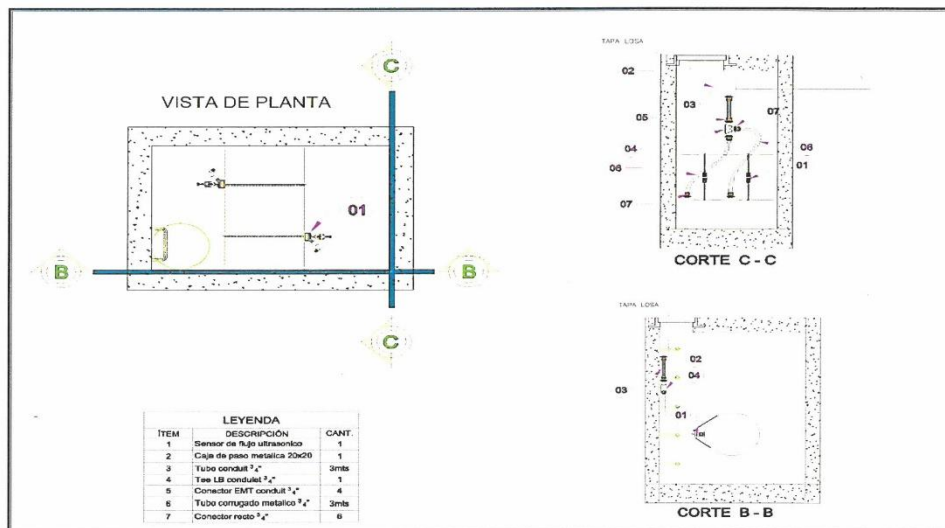 C
TAPA LOSA
02
VISTA DE PLANTA
03
07
05
04
06
06
01
07
01
CORTE C - C
B
B
C
TAPA LOSA
02
04
03
01
CORTE B - B
LEYENDA
ÍTEM DESCRIPCIÓN CANT.
1 Sensor de flujo ultrasonico 1
2 Caja de paso metalica 20x20 1
3 Tubo conduit 3/4" 3mts
4 Tee LB condulet 3/4" 1
5 Conector EMT conduit 3/4" 4
6 Tubo corrugado metalico 3/4" 3mts
7 Conector recto 3/4" 6